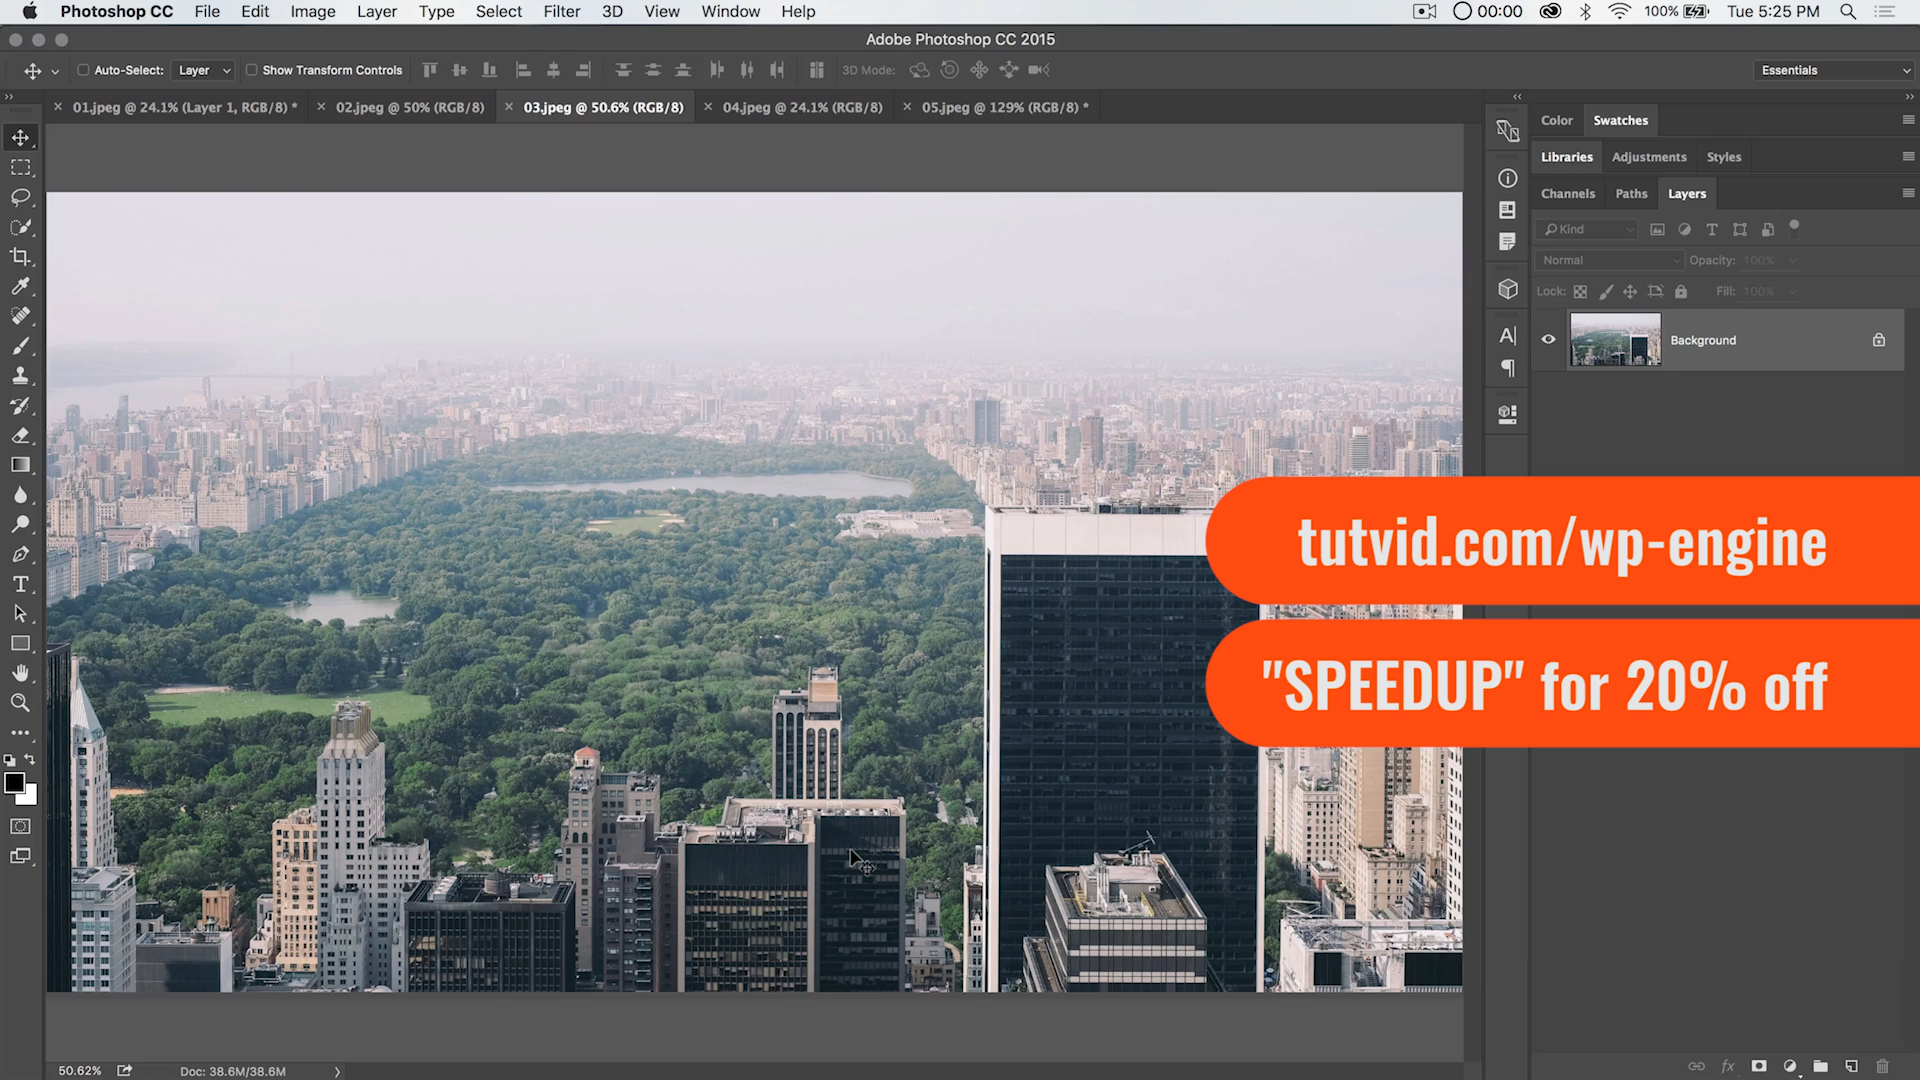 Photoshop CC File Edit Image Layer Type Select Filter 3D View Window Help 00:00 100% Tue 5:25 PM
Adobe Photoshop CC 2015
Auto-Select: Layer Show Transform Controls 3D Mode: Essentials
01.jpeg @ 24.1% (Layer 1, RGB/8) * 02.jpeg @ 50% (RGB/8) 03.jpeg @ 50.6% (RGB/8) 04.jpeg @ 24.1% (RGB/8) 05.jpeg @ 129% (RGB/8) *
Color Swatches
Libraries Adjustments Styles
Channels Paths Layers
Kind
Normal Opacity: 100%
Lock: Fill: 100%
Background
tutvid.com/wp-engine
"SPEEDUP" for 20% off
50.62% Doc: 38.6M/38.6M
fx